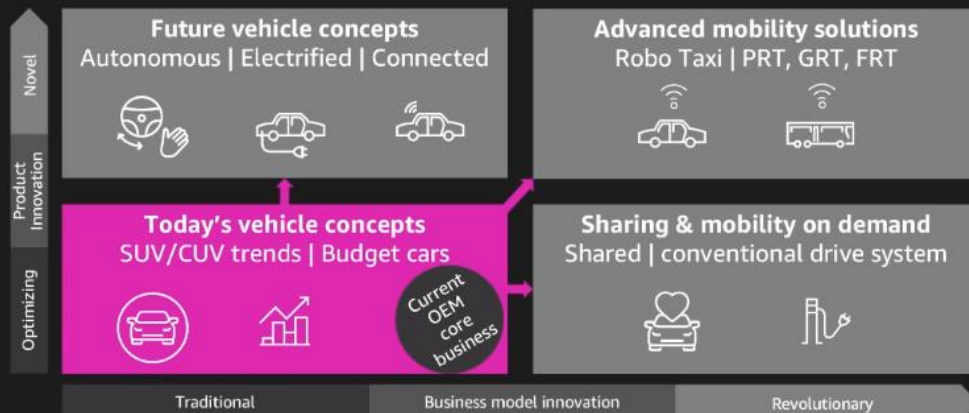 Future vehicle concepts
Autonomous | Electrified | Connected
Advanced mobility solutions
Robo Taxi | PRT, GRT, FRT
Novel
Product
Innovation
Optimizing
Today's vehicle concepts
SUV/CUV trends | Budget cars
Current
OEM
core
business
Sharing & mobility on demand
Shared | conventional drive system
Traditional
Business model innovation
Revolutionary